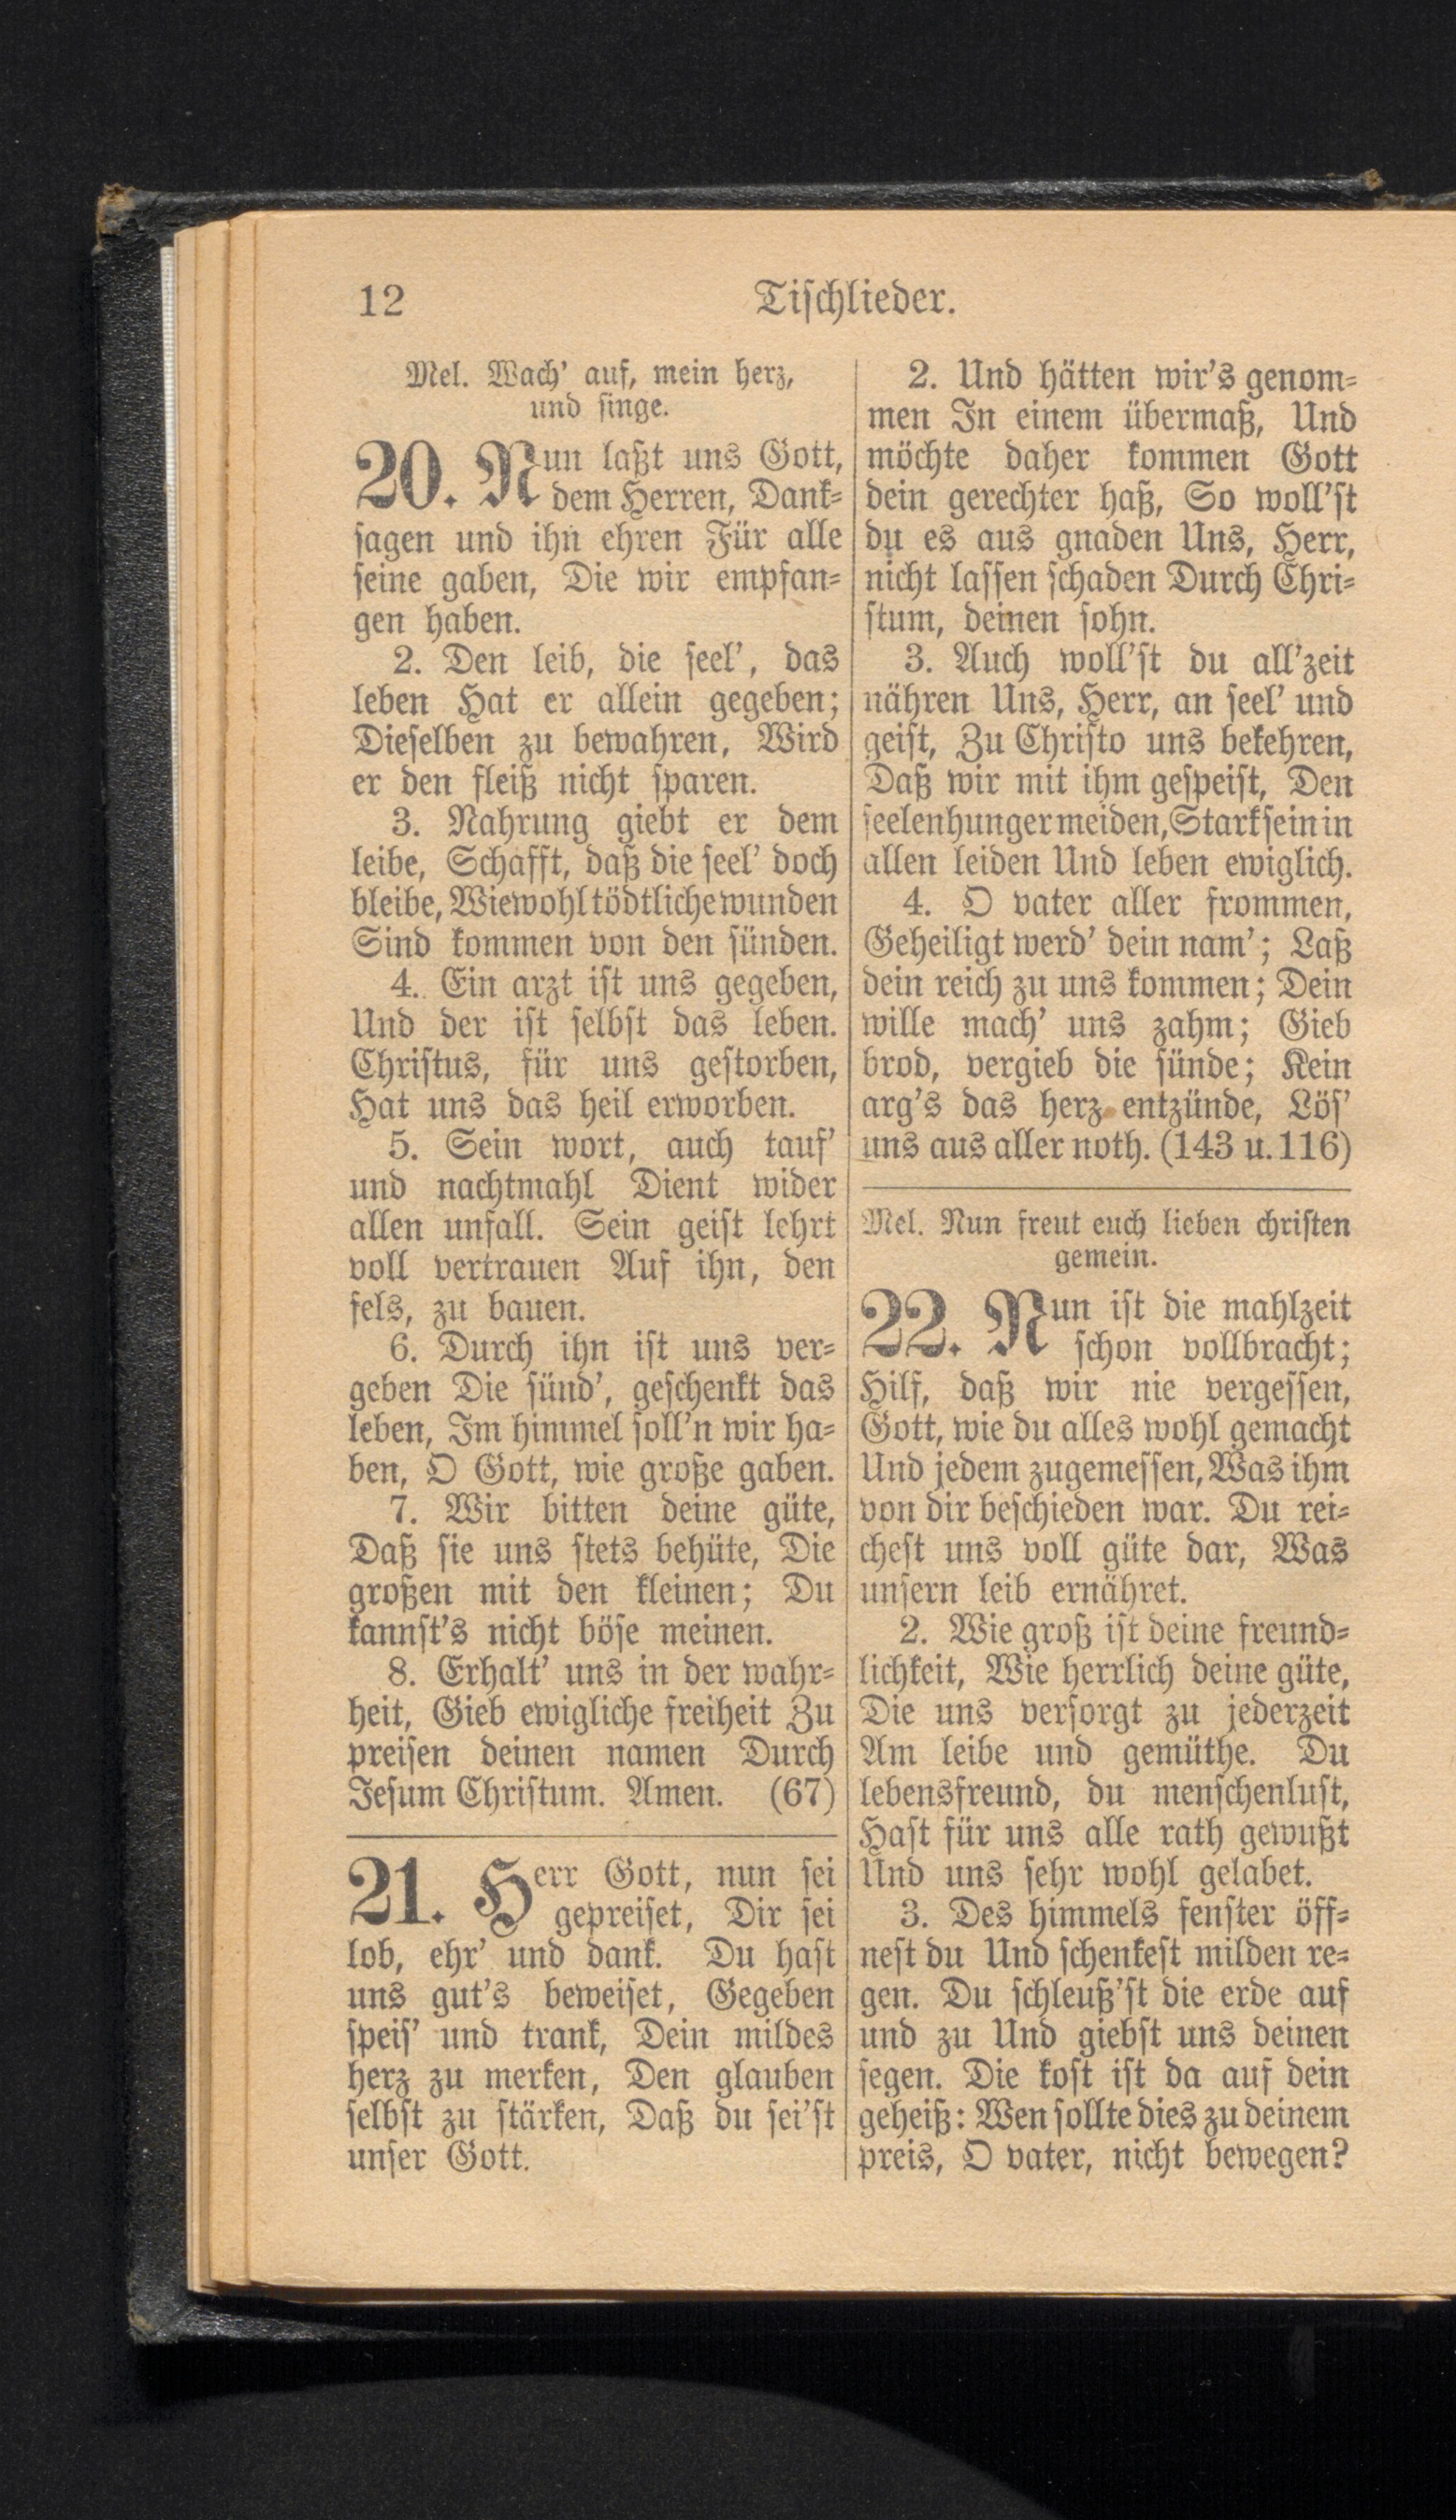 12
Tischlieder.
Mel. Wach' auf, mein herz,
und singe.
20. Nun laßt uns Gott,
dem Herren, Dank-
sagen und ihn ehren Für alle
seine gaben, Die wir empfan-
gen haben.
2. Den leib, die seel', das
leben Hat er allein gegeben;
Dieselben zu bewahren, Wird
er den fleiß nicht sparen.
3. Nahrung giebt er dem
leibe, Schafft, daß die seel' doch
bleibe, Wiewohl tödtliche wunden
Sind kommen von den sünden.
4. Ein arzt ist uns gegeben,
Und der ist selbst das leben.
Christus, für uns gestorben,
Hat uns das heil erworben.
5. Sein wort, auch tauf'
und nachtmahl Dient wider
allen unfall. Sein geist lehrt
voll vertrauen Auf ihn, den
fels, zu bauen.
6. Durch ihn ist uns ver-
geben Die sünd', geschenkt das
leben, Im himmel soll'n wir ha-
ben, O Gott, wie große gaben.
7. Wir bitten deine güte,
Daß sie uns stets behüte, Die
großen mit den kleinen; Du
kannst's nicht böse meinen.
8. Erhalt' uns in der wahr-
heit, Gieb ewigliche freiheit Zu
preisen deinen namen Durch
Jesum Christum. Amen. (67)
21. Herr Gott, nun sei
gepreiset, Dir sei
lob, ehr' und dank. Du hast
uns gut's beweiset, Gegeben
speis' und trank, Dein mildes
herz zu merken, Den glauben
selbst zu stärken, Daß du sei'st
unser Gott.
2. Und hätten wir's genom-
men In einem übermaß, Und
möchte daher kommen Gott
dein gerechter haß, So woll'st
du es aus gnaden Uns, Herr,
nicht lassen schaden Durch Chri-
stum, deinen sohn.
3. Auch woll'st du all'zeit
nähren Uns, Herr, an seel' und
geist, Zu Christo uns bekehren,
Daß wir mit ihm gespeist, Den
seelenhunger meiden, Stark sein in
allen leiden Und leben ewiglich.
4. O vater aller frommen,
Geheiligt werd' dein nam'; Laß
dein reich zu uns kommen; Dein
wille mach' uns zahm; Gieb
brod, vergieb die sünde; Kein
arg's das herz entzünde, Lös'
uns aus aller noth. (143 u. 116)
Mel. Nun freut euch lieben christen
gemein.
22. Nun ist die mahlzeit
schon vollbracht;
Hilf, daß wir nie vergessen,
Gott, wie du alles wohl gemacht
Und jedem zugemessen, Was ihm
von dir beschieden war. Du rei-
chest uns voll güte dar, Was
unsern leib ernähret.
2. Wie groß ist deine freund-
lichkeit, Wie herrlich deine güte,
Die uns versorgt zu jederzeit
Am leibe und gemüthe. Du
lebensfreund, du menschenlust,
Hast für uns alle rath gewußt
Und uns sehr wohl gelabet.
3. Des himmels fenster öff-
nest du Und schenkest milden re-
gen. Du schleuß'st die erde auf
und zu Und giebst uns deinen
segen. Die kost ist da auf dein
geheiß: Wen sollte dies zu deinem
preis, O vater, nicht bewegen?